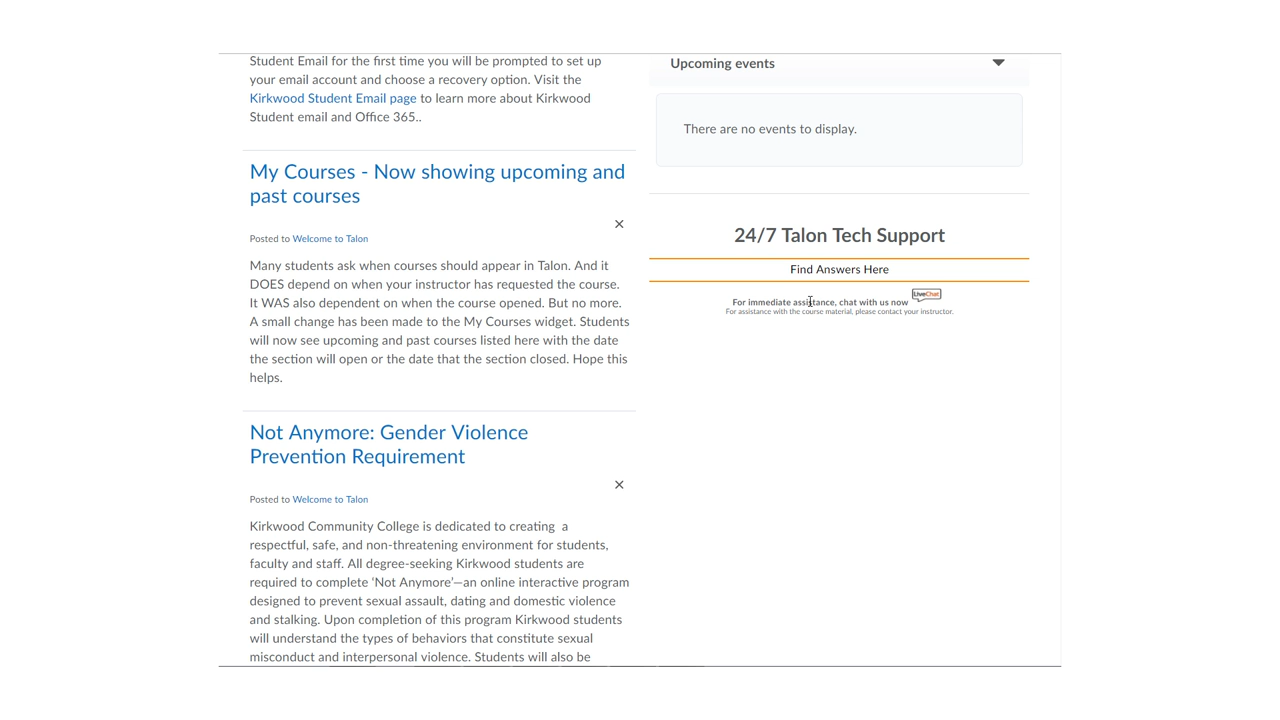 Student Email for the first time you will be prompted to set up
your email account and choose a recovery option. Visit the
Kirkwood Student Email page to learn more about Kirkwood
Student email and Office 365..
My Courses - Now showing upcoming and
past courses
Posted to Welcome to Talon
Many students ask when courses should appear in Talon. And it
DOES depend on when your instructor has requested the course.
It WAS also dependent on when the course opened. But no more.
A small change has been made to the My Courses widget. Students
will now see upcoming and past courses listed here with the date
the section will open or the date that the section closed. Hope this
helps.
Not Anymore: Gender Violence
Prevention Requirement
Posted to Welcome to Talon
Kirkwood Community College is dedicated to creating  a
respectful, safe, and non-threatening environment for students,
faculty and staff. All degree-seeking Kirkwood students are
required to complete ‘Not Anymore’—an online interactive program
designed to prevent sexual assault, dating and domestic violence
and stalking. Upon completion of this program Kirkwood students
will understand the types of behaviors that constitute sexual
misconduct and interpersonal violence. Students will also be
Upcoming events
There are no events to display.
24/7 Talon Tech Support
Find Answers Here
For immediate assistance, chat with us now LiveChat
For assistance with the course material, please contact your instructor.